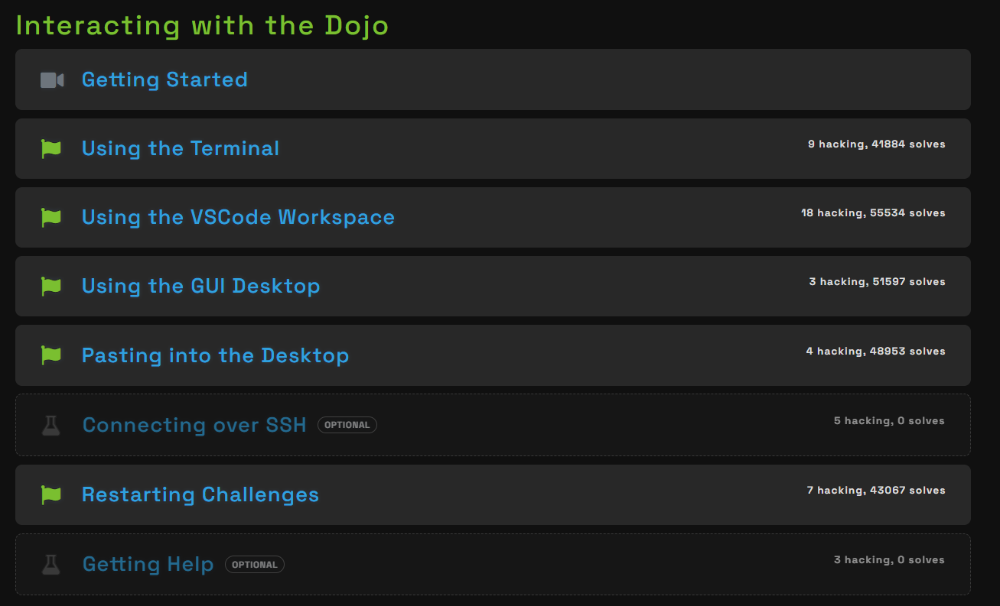 Interacting with the Dojo
Getting Started
Using the Terminal
9 hacking, 41884 solves
Using the VSCode Workspace
18 hacking, 55534 solves
Using the GUI Desktop
3 hacking, 51597 solves
Pasting into the Desktop
4 hacking, 48953 solves
Connecting over SSH OPTIONAL
5 hacking, 0 solves
Restarting Challenges
7 hacking, 43067 solves
Getting Help OPTIONAL
3 hacking, 0 solves